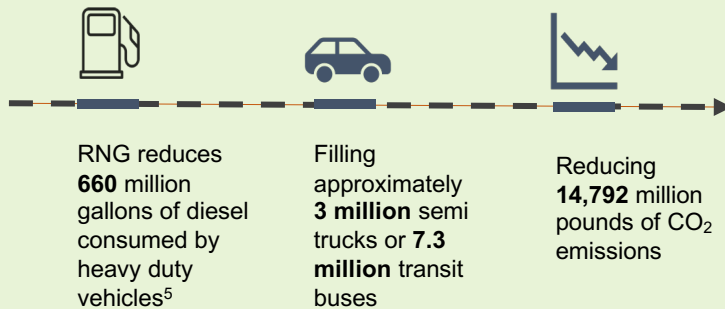 RNG reduces
660 million
gallons of diesel
consumed by
heavy duty
vehicles⁵
Filling
approximately
3 million semi
trucks or 7.3
million transit
buses
Reducing
14,792 million
pounds of CO₂
emissions